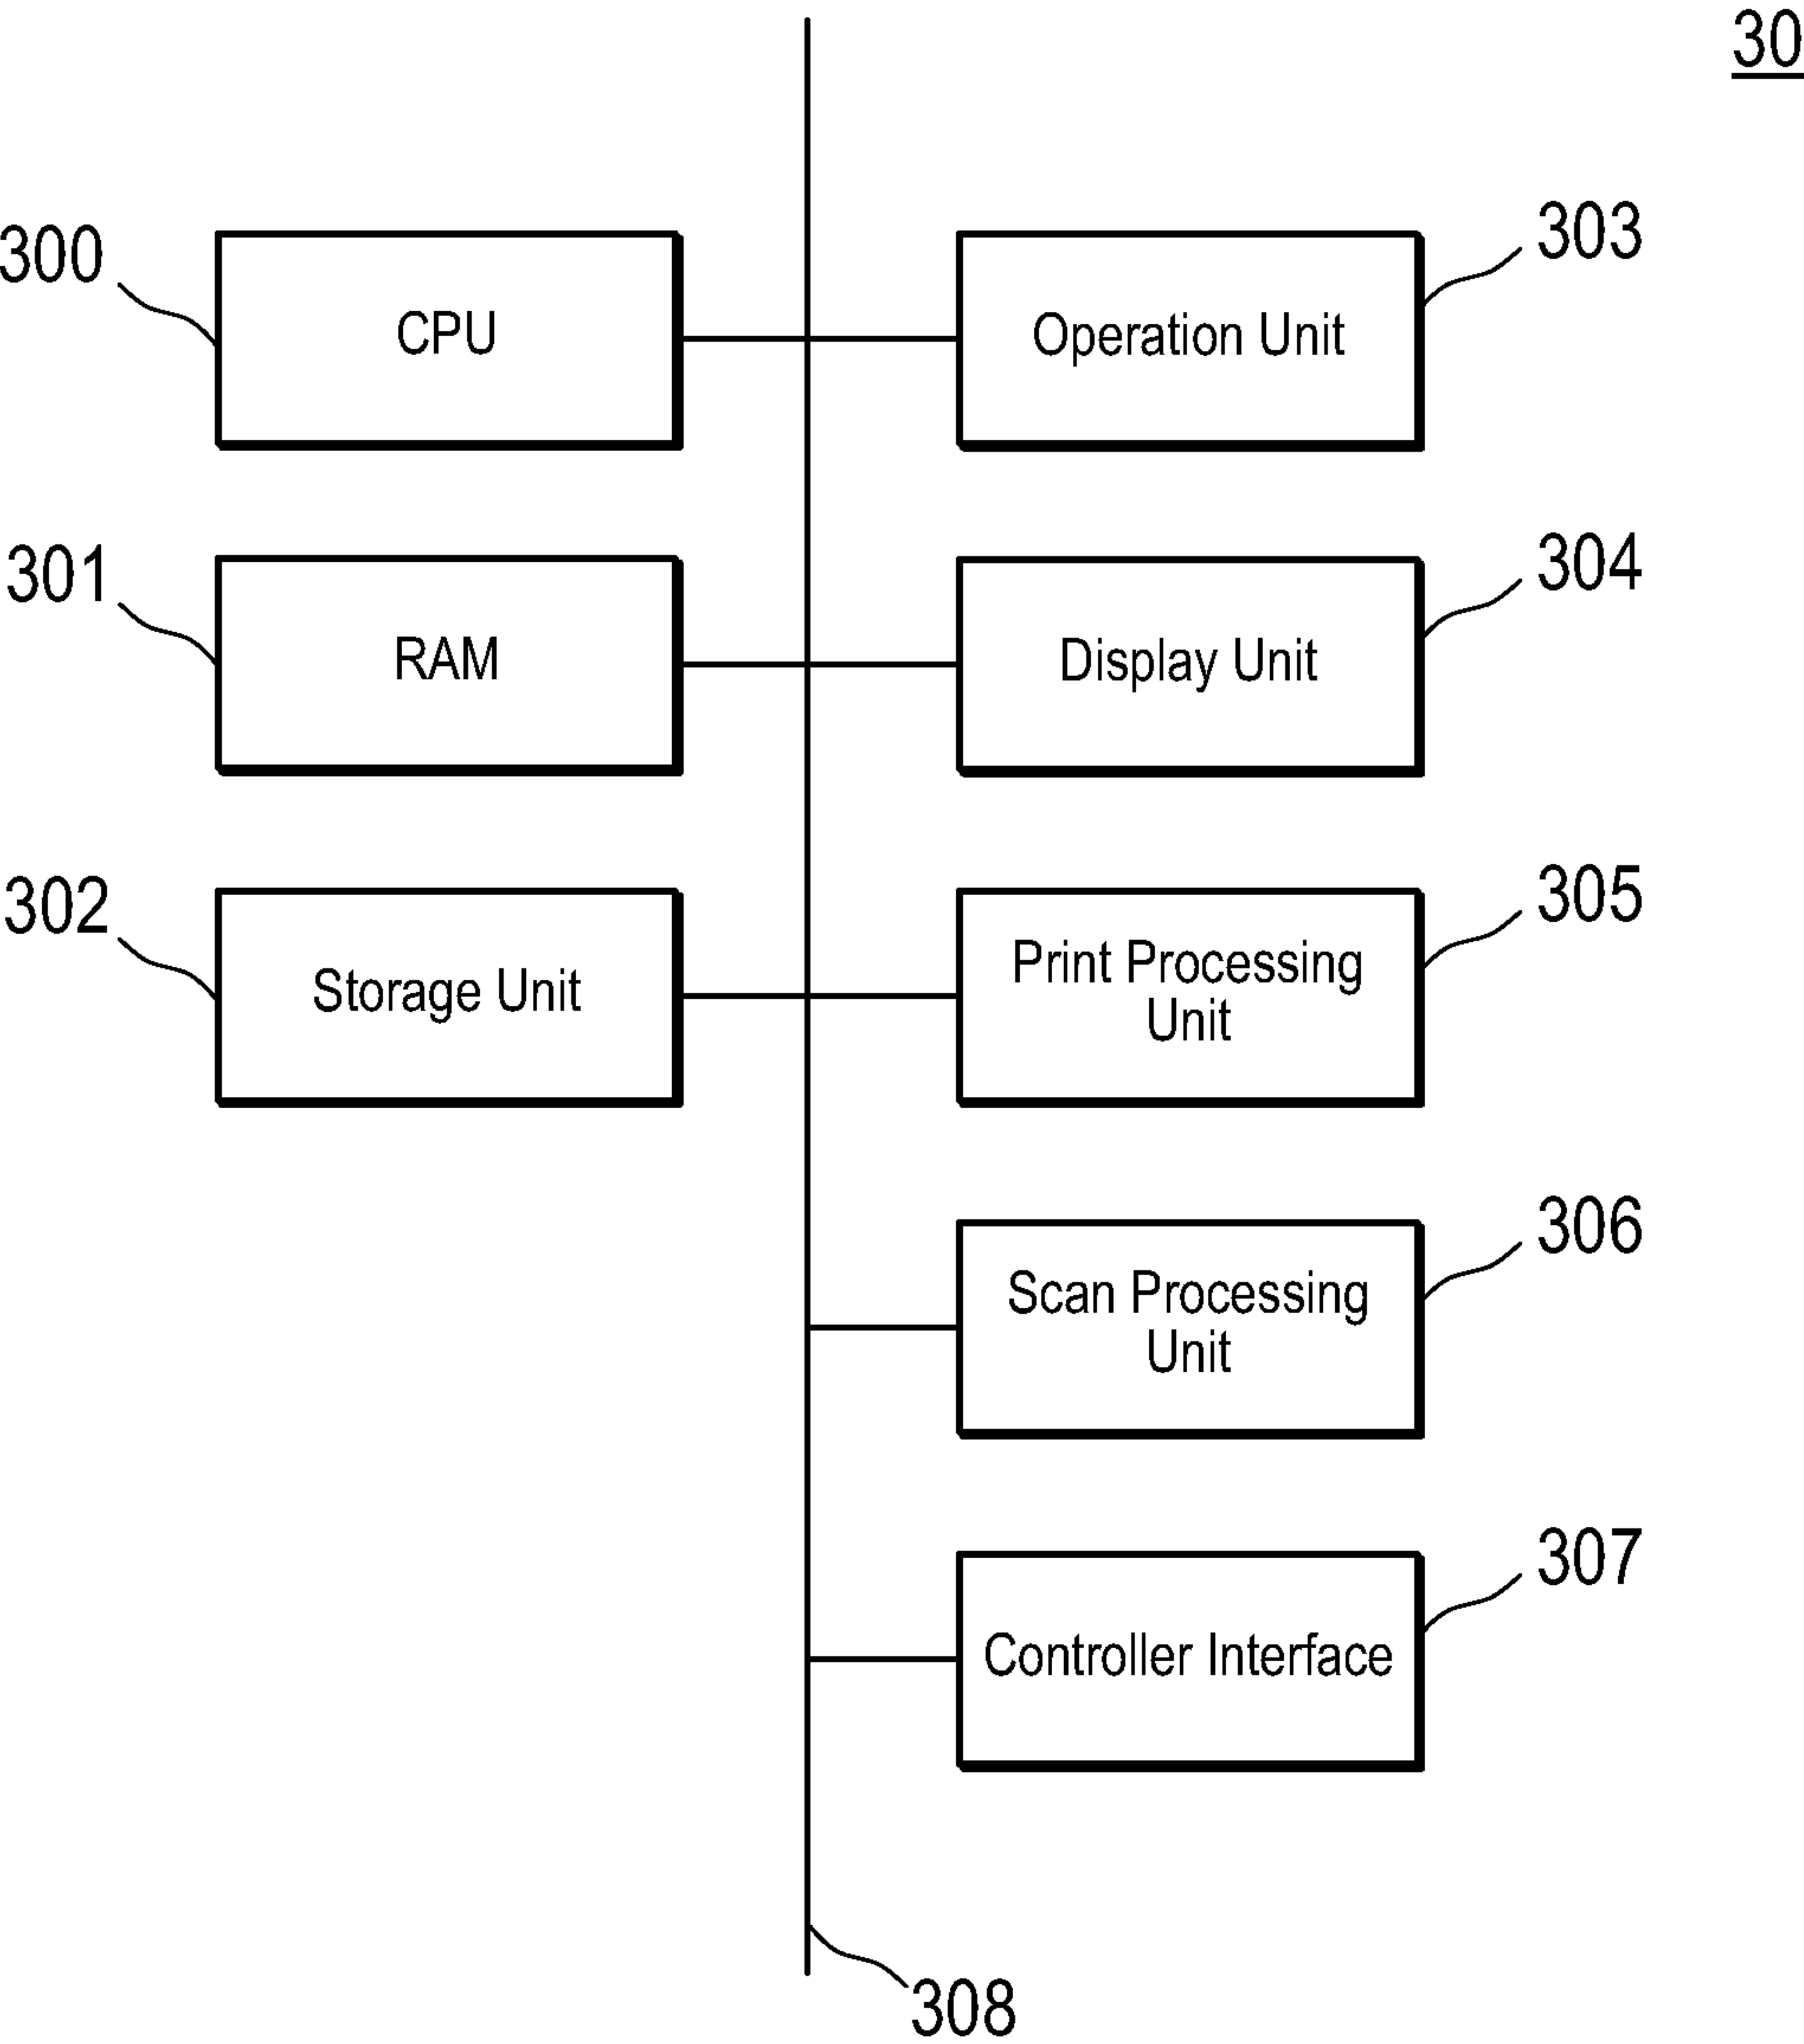 30
300
CPU
303
Operation Unit
301
RAM
304
Display Unit
302
Storage Unit
305
Print Processing
Unit
306
Scan Processing
Unit
307
Controller Interface
308